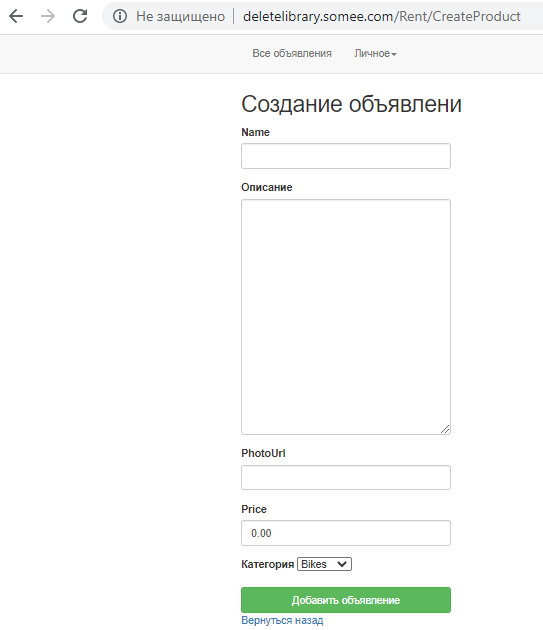 Не защищено deletelibrary.somee.com/Rent/CreateProduct
Все объявления Личное
Создание объявлени
Name
Описание
PhotoUrl
Price
0.00
Категория Bikes
Добавить объявление
Вернуться назад